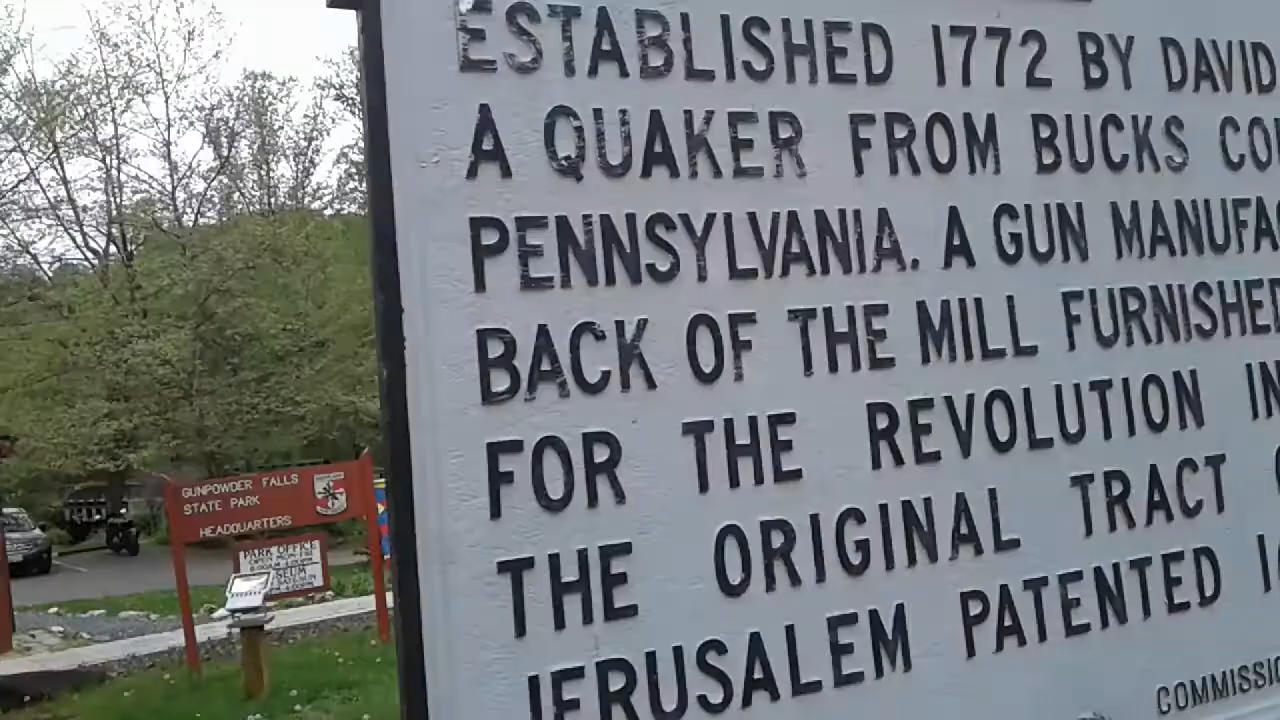 ESTABLISHED 1772 BY DAVID
A QUAKER FROM BUCKS CO
PENNSYLVANIA. A GUN MANUFA
BACK OF THE MILL FURNISHED
FOR THE REVOLUTION IN
THE ORIGINAL TRACT
JERUSALEM PATENTED
COMMISSIO
GUNPOWDER FALLS
STATE PARK
HEADQUARTERS
PARK OFFICE